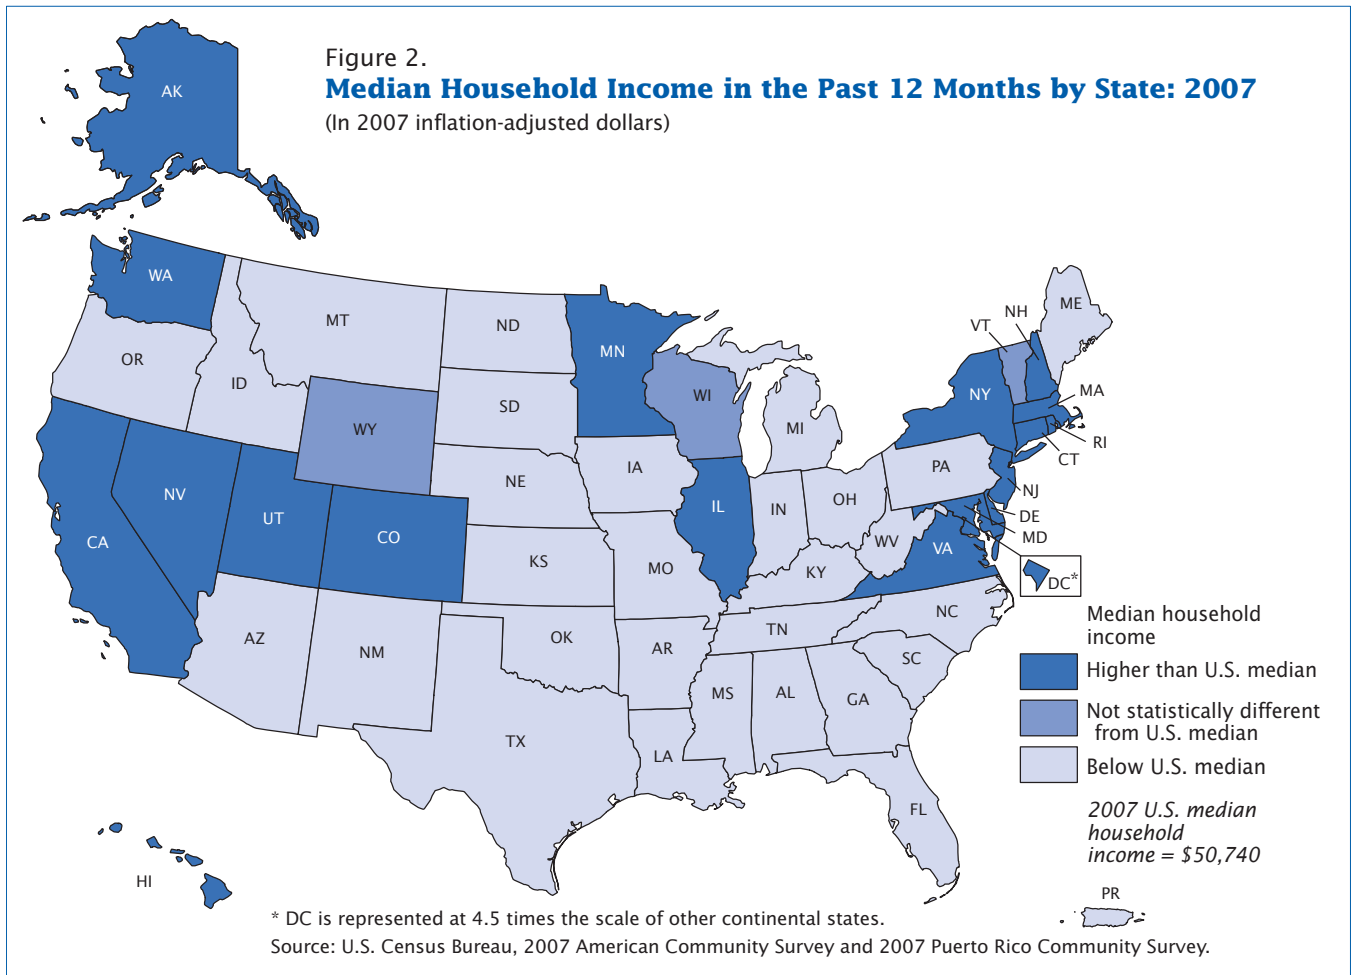 Figure 2.
Median Household Income in the Past 12 Months by State: 2007
(In 2007 inflation-adjusted dollars)
AK
WA
MT
ND
MN
OR
ID
WY
SD
WI
MI
NY
VT
NH
ME
MA
RI
CT
NV
UT
CO
CA
NE
IA
IL
IN
OH
PA
NJ
DE
MD
DC*
WV
VA
KS
MO
KY
AZ
NM
OK
AR
TN
NC
SC
MS
AL
GA
TX
LA
FL
HI
PR
Median household
income
Higher than U.S. median
Not statistically different
from U.S. median
Below U.S. median
2007 U.S. median
household
income = $50,740
* DC is represented at 4.5 times the scale of other continental states.
Source: U.S. Census Bureau, 2007 American Community Survey and 2007 Puerto Rico Community Survey.